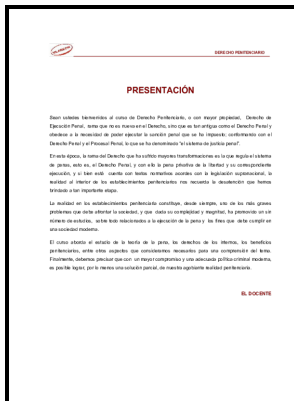 DERECHO PENITENCIARIO
PRESENTACIÓN
Sean ustedes bienvenidos al curso de Derecho Penitenciario, o con mayor propiedad, Derecho de
Ejecución Penal, rama que no es nueva en el Derecho, sino que es tan antigua como el Derecho Penal y
obedece a la necesidad de poder ejecutar la sanción penal que se ha impuesto; conformando con el
Derecho Penal y el Procesal Penal, lo que se ha denominado "el sistema de justicia penal".
En esta época, la rama del Derecho que ha sufrido mayores transformaciones es la que regula el sistema
de penas, esto es, el Derecho Penal, y con ello la pena privativa de la libertad y su correspondiente
ejecución, y si bien está cuenta con textos normativos acordes con la legislación supranacional, la
realidad al interior de los establecimientos penitenciarios nos recuerda la desatención que hemos
brindado a tan importante etapa.
La realidad en los establecimientos penitenciario constituye, desde siempre, uno de los más graves
problemas que debe afrontar la sociedad, y que dada su complejidad y magnitud, ha promovido un sin
número de estudios, sobre todo relacionados a la ejecución de la pena y los fines que debe cumplir en
una sociedad moderna.
El curso aborda el estudio de la teoría de la pena, los derechos de los internos, los beneficios
penitenciarios, entre otros aspectos que consideramos necesarios para una comprensión del tema.
Finalmente, debemos precisar que con un mayor compromiso y una adecuada política criminal moderna,
es posible lograr, por lo menos una solución parcial, de nuestra agobiante realidad penitenciaria.
EL DOCENTE